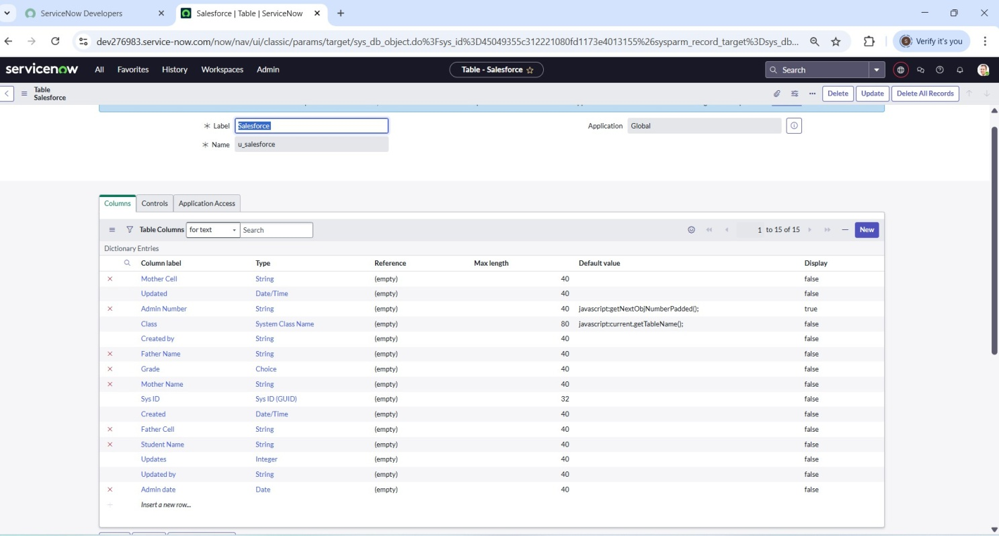 ServiceNow Developers
Salesforce | Table | ServiceNow
dev276983.service-now.com/now/nav/ui/classic/params/target/sys_db_object.do%3Fsys_id%3D45049355c312221080fd1173e4013155%26sysparm_record_target%3Dsys_db...
Verify it's you
servicenow All Favorites History Workspaces Admin
Table - Salesforce
Search
Table
Salesforce
Delete Update Delete All Records
Label Salesforce
Application Global
Name u_salesforce
Columns Controls Application Access
Table Columns for text Search
1 to 15 of 15 New
Dictionary Entries
Column label Type Reference Max length Default value Display
Mother Cell String (empty) 40 false
Updated Date/Time (empty) 40 false
Admin Number String (empty) 40 javascript:getNextObjNumberPadded(); true
Class System Class Name (empty) 80 javascript:current.getTableName(); false
Created by String (empty) 40 false
Father Name String (empty) 40 false
Grade Choice (empty) 40 false
Mother Name String (empty) 40 false
Sys ID Sys ID (GUID) (empty) 32 false
Created Date/Time (empty) 40 false
Father Cell String (empty) 40 false
Student Name String (empty) 40 false
Updates Integer (empty) 40 false
Updated by String (empty) 40 false
Admin date Date (empty) 40 false
Insert a new row...